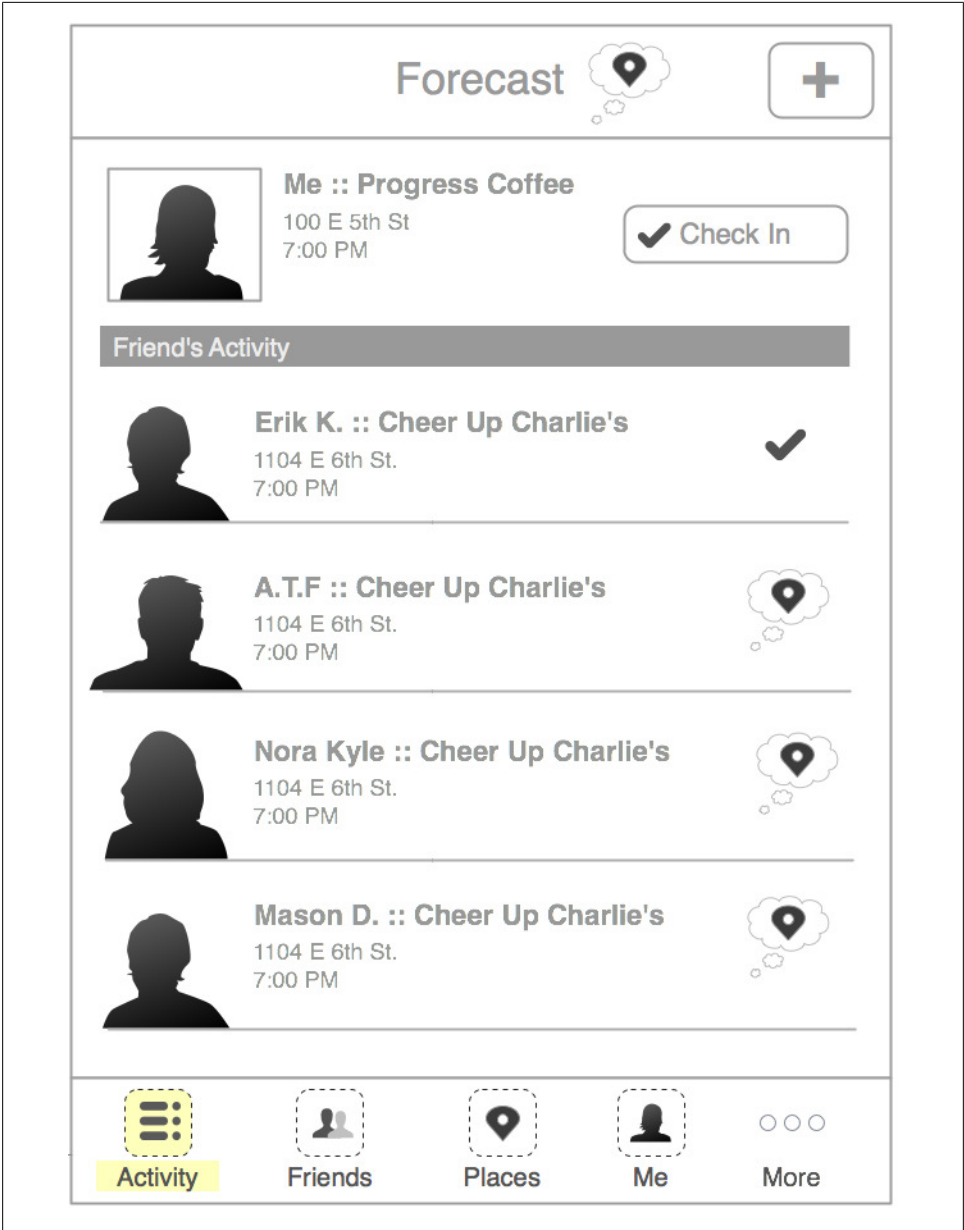 Forecast
Me :: Progress Coffee
100 E 5th St
7:00 PM
Check In
Friend's Activity
Erik K. :: Cheer Up Charlie's
1104 E 6th St.
7:00 PM
A.T.F :: Cheer Up Charlie's
1104 E 6th St.
7:00 PM
Nora Kyle :: Cheer Up Charlie's
1104 E 6th St.
7:00 PM
Mason D. :: Cheer Up Charlie's
1104 E 6th St.
7:00 PM
Activity Friends Places Me More